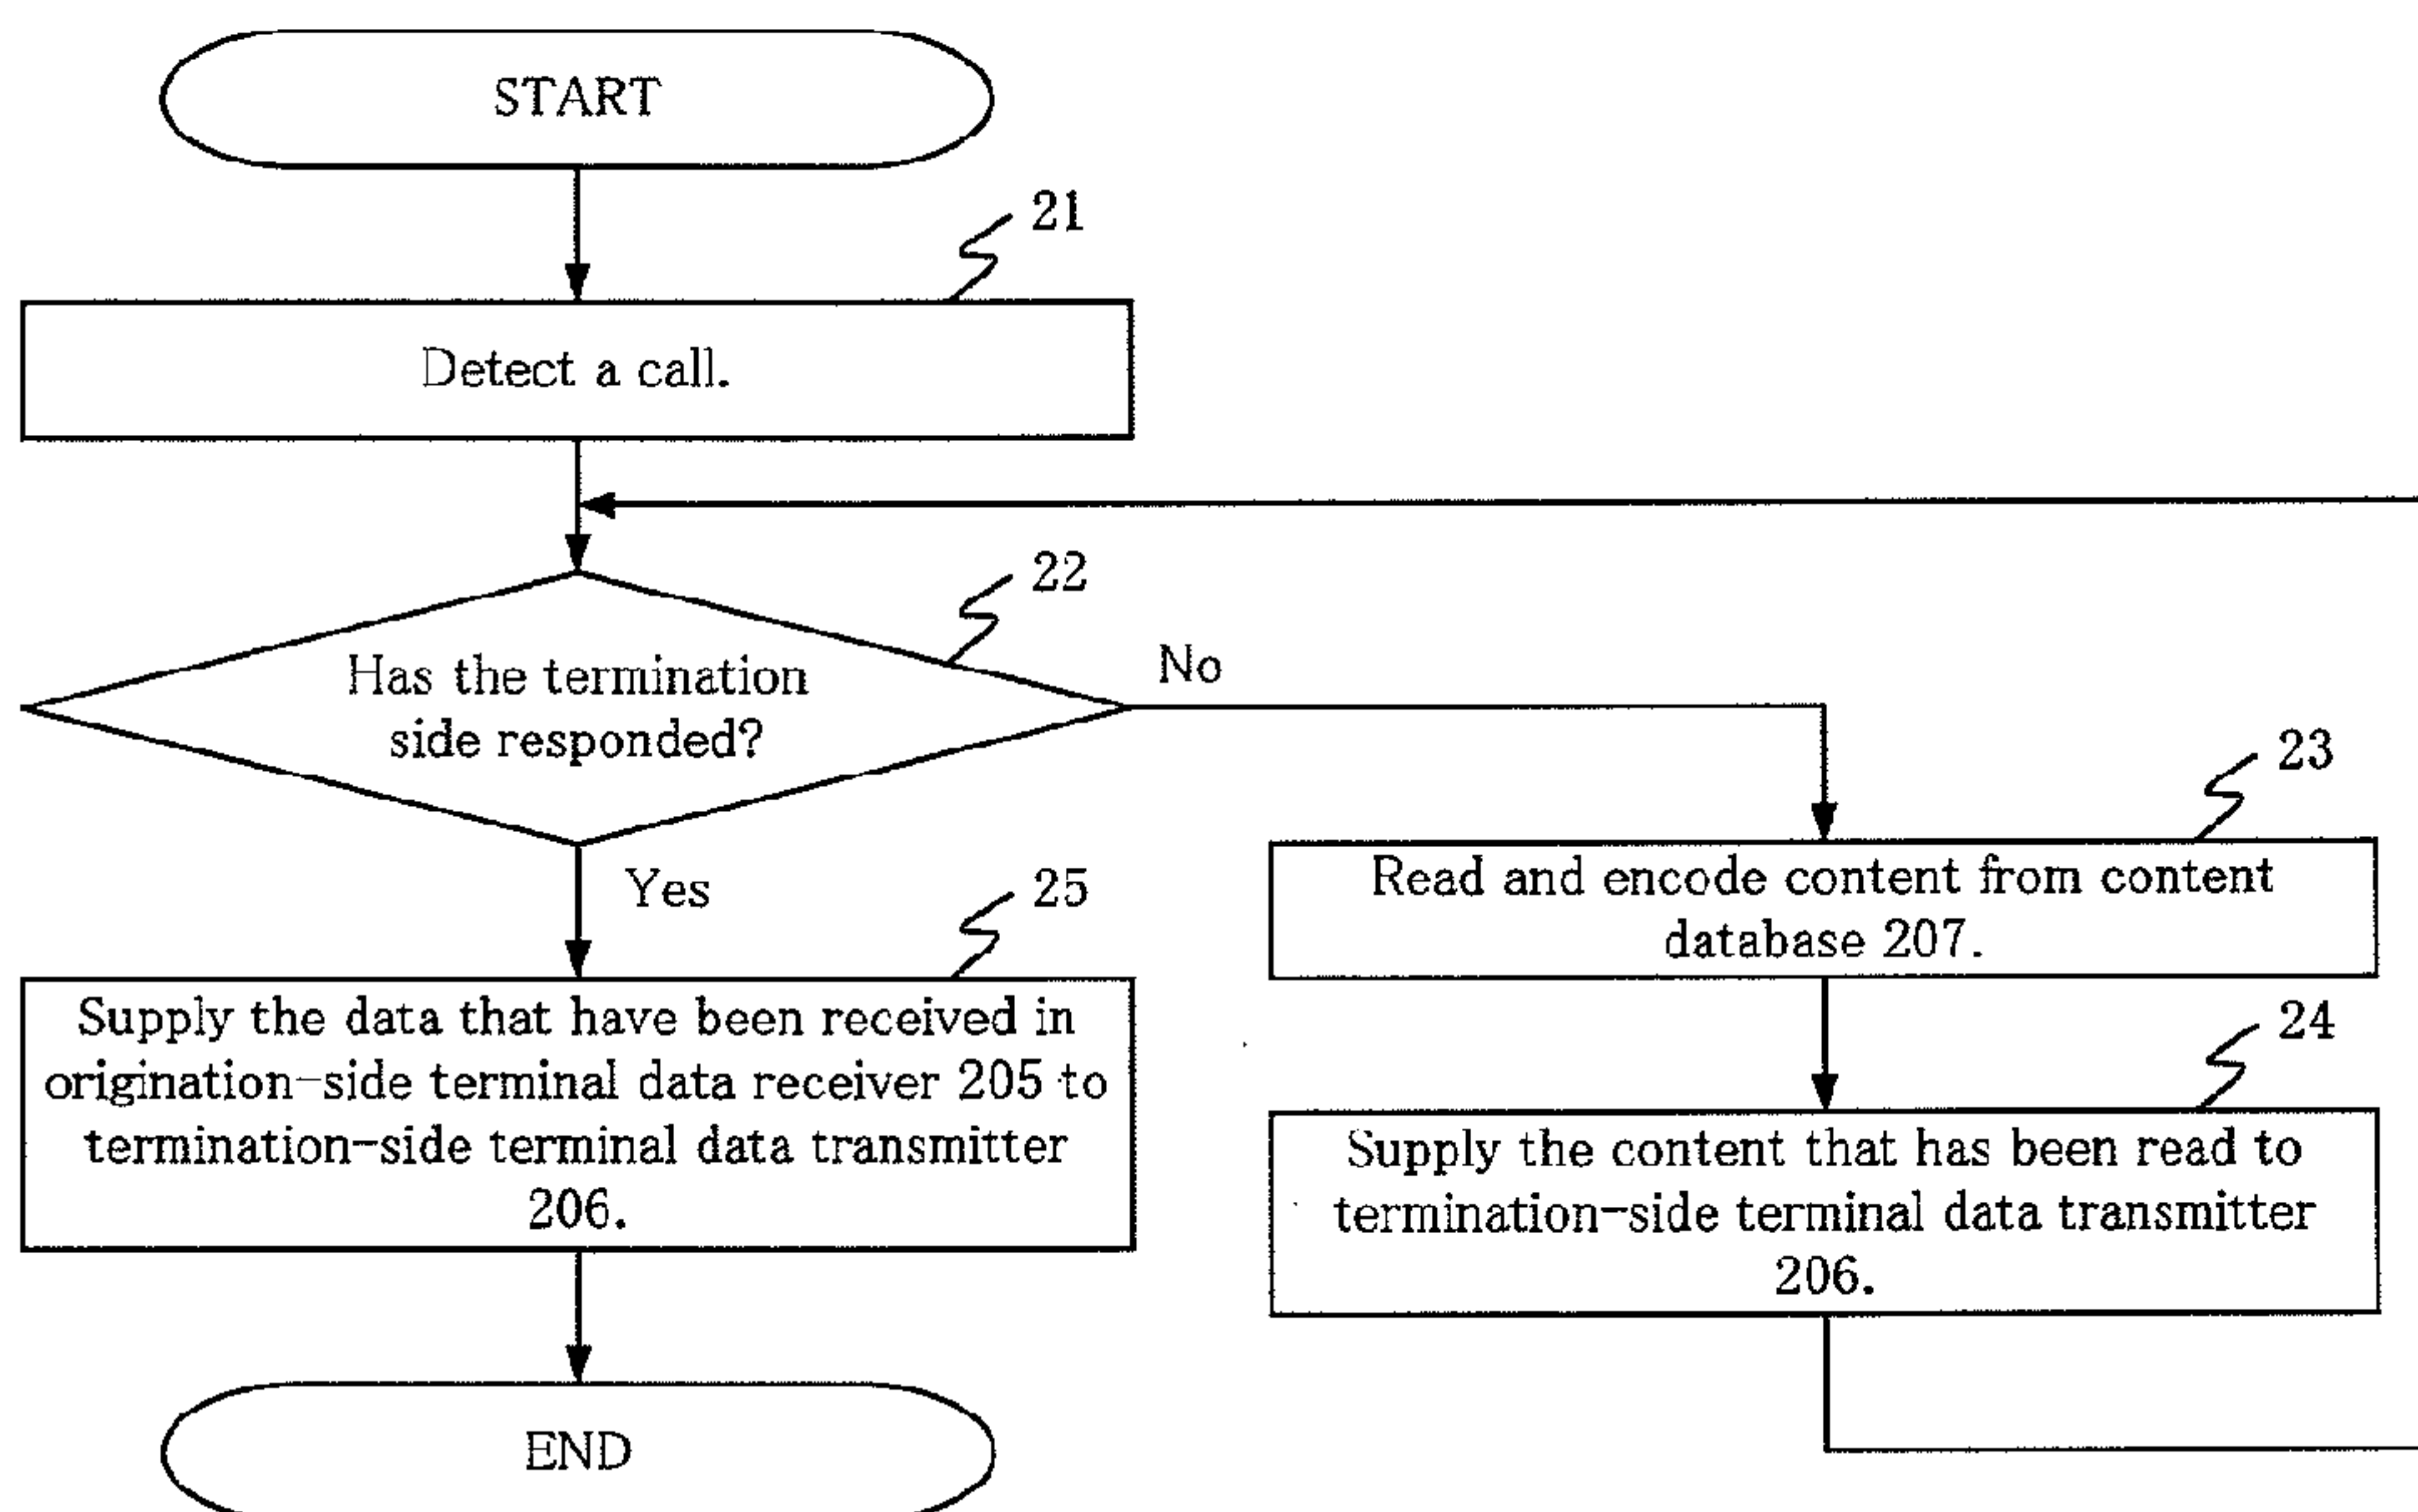 START
21
Detect a call.
22
Has the termination
side responded?
No
Yes
23
Read and encode content from content
database 207.
25
Supply the data that have been received in
origination-side terminal data receiver 205 to
termination-side terminal data transmitter
206.
24
Supply the content that has been read to
termination-side terminal data transmitter
206.
END